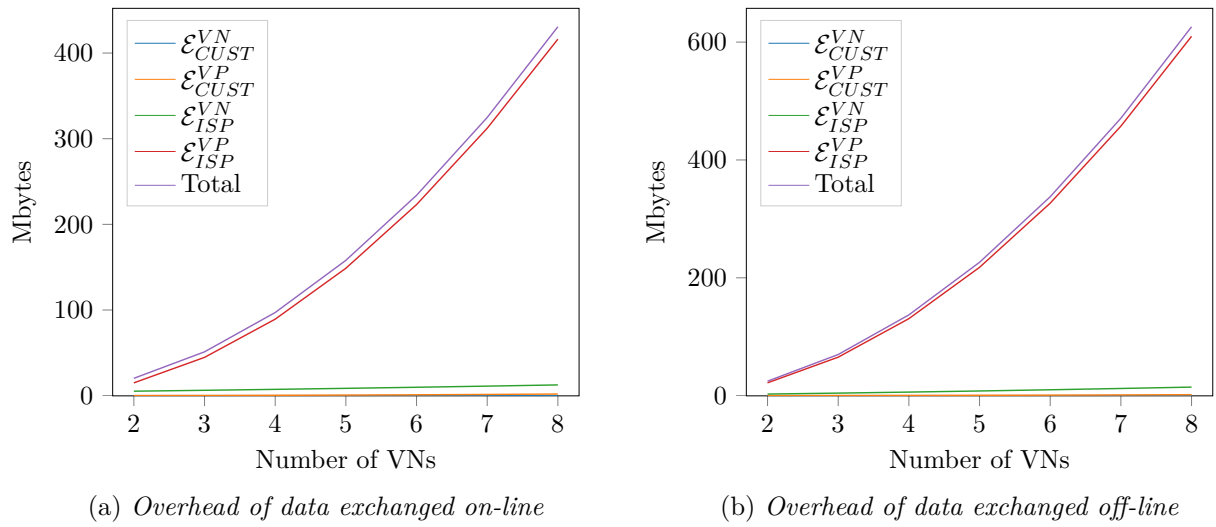 400
300
200
100
0
Mbytes
ℰ^{VN}_{CUST}
ℰ^{VP}_{CUST}
ℰ^{VN}_{ISP}
ℰ^{VP}_{ISP}
Total
2 3 4 5 6 7 8
Number of VNs
(a) Overhead of data exchanged on-line
600
400
200
0
Mbytes
ℰ^{VN}_{CUST}
ℰ^{VP}_{CUST}
ℰ^{VN}_{ISP}
ℰ^{VP}_{ISP}
Total
2 3 4 5 6 7 8
Number of VNs
(b) Overhead of data exchanged off-line